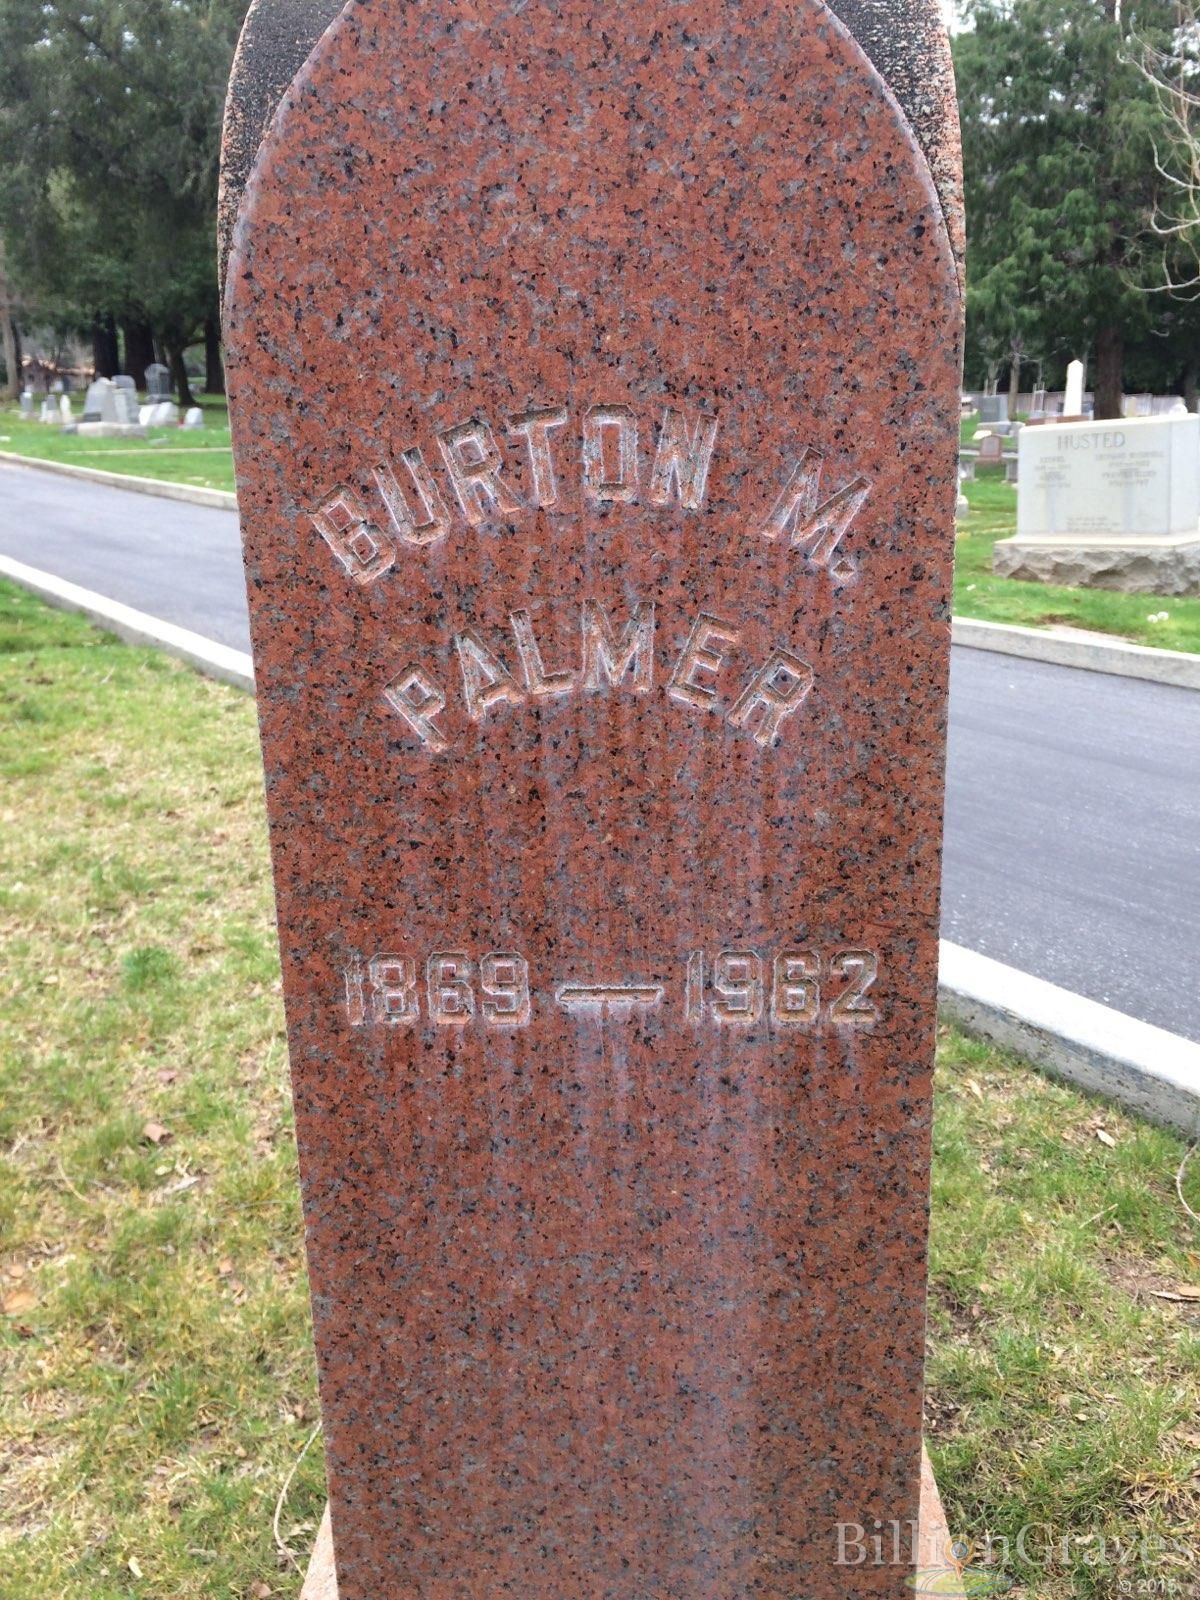 BURTON M.
PALMER
1869 — 1962
HUSTED
BillionGraves
© 2015